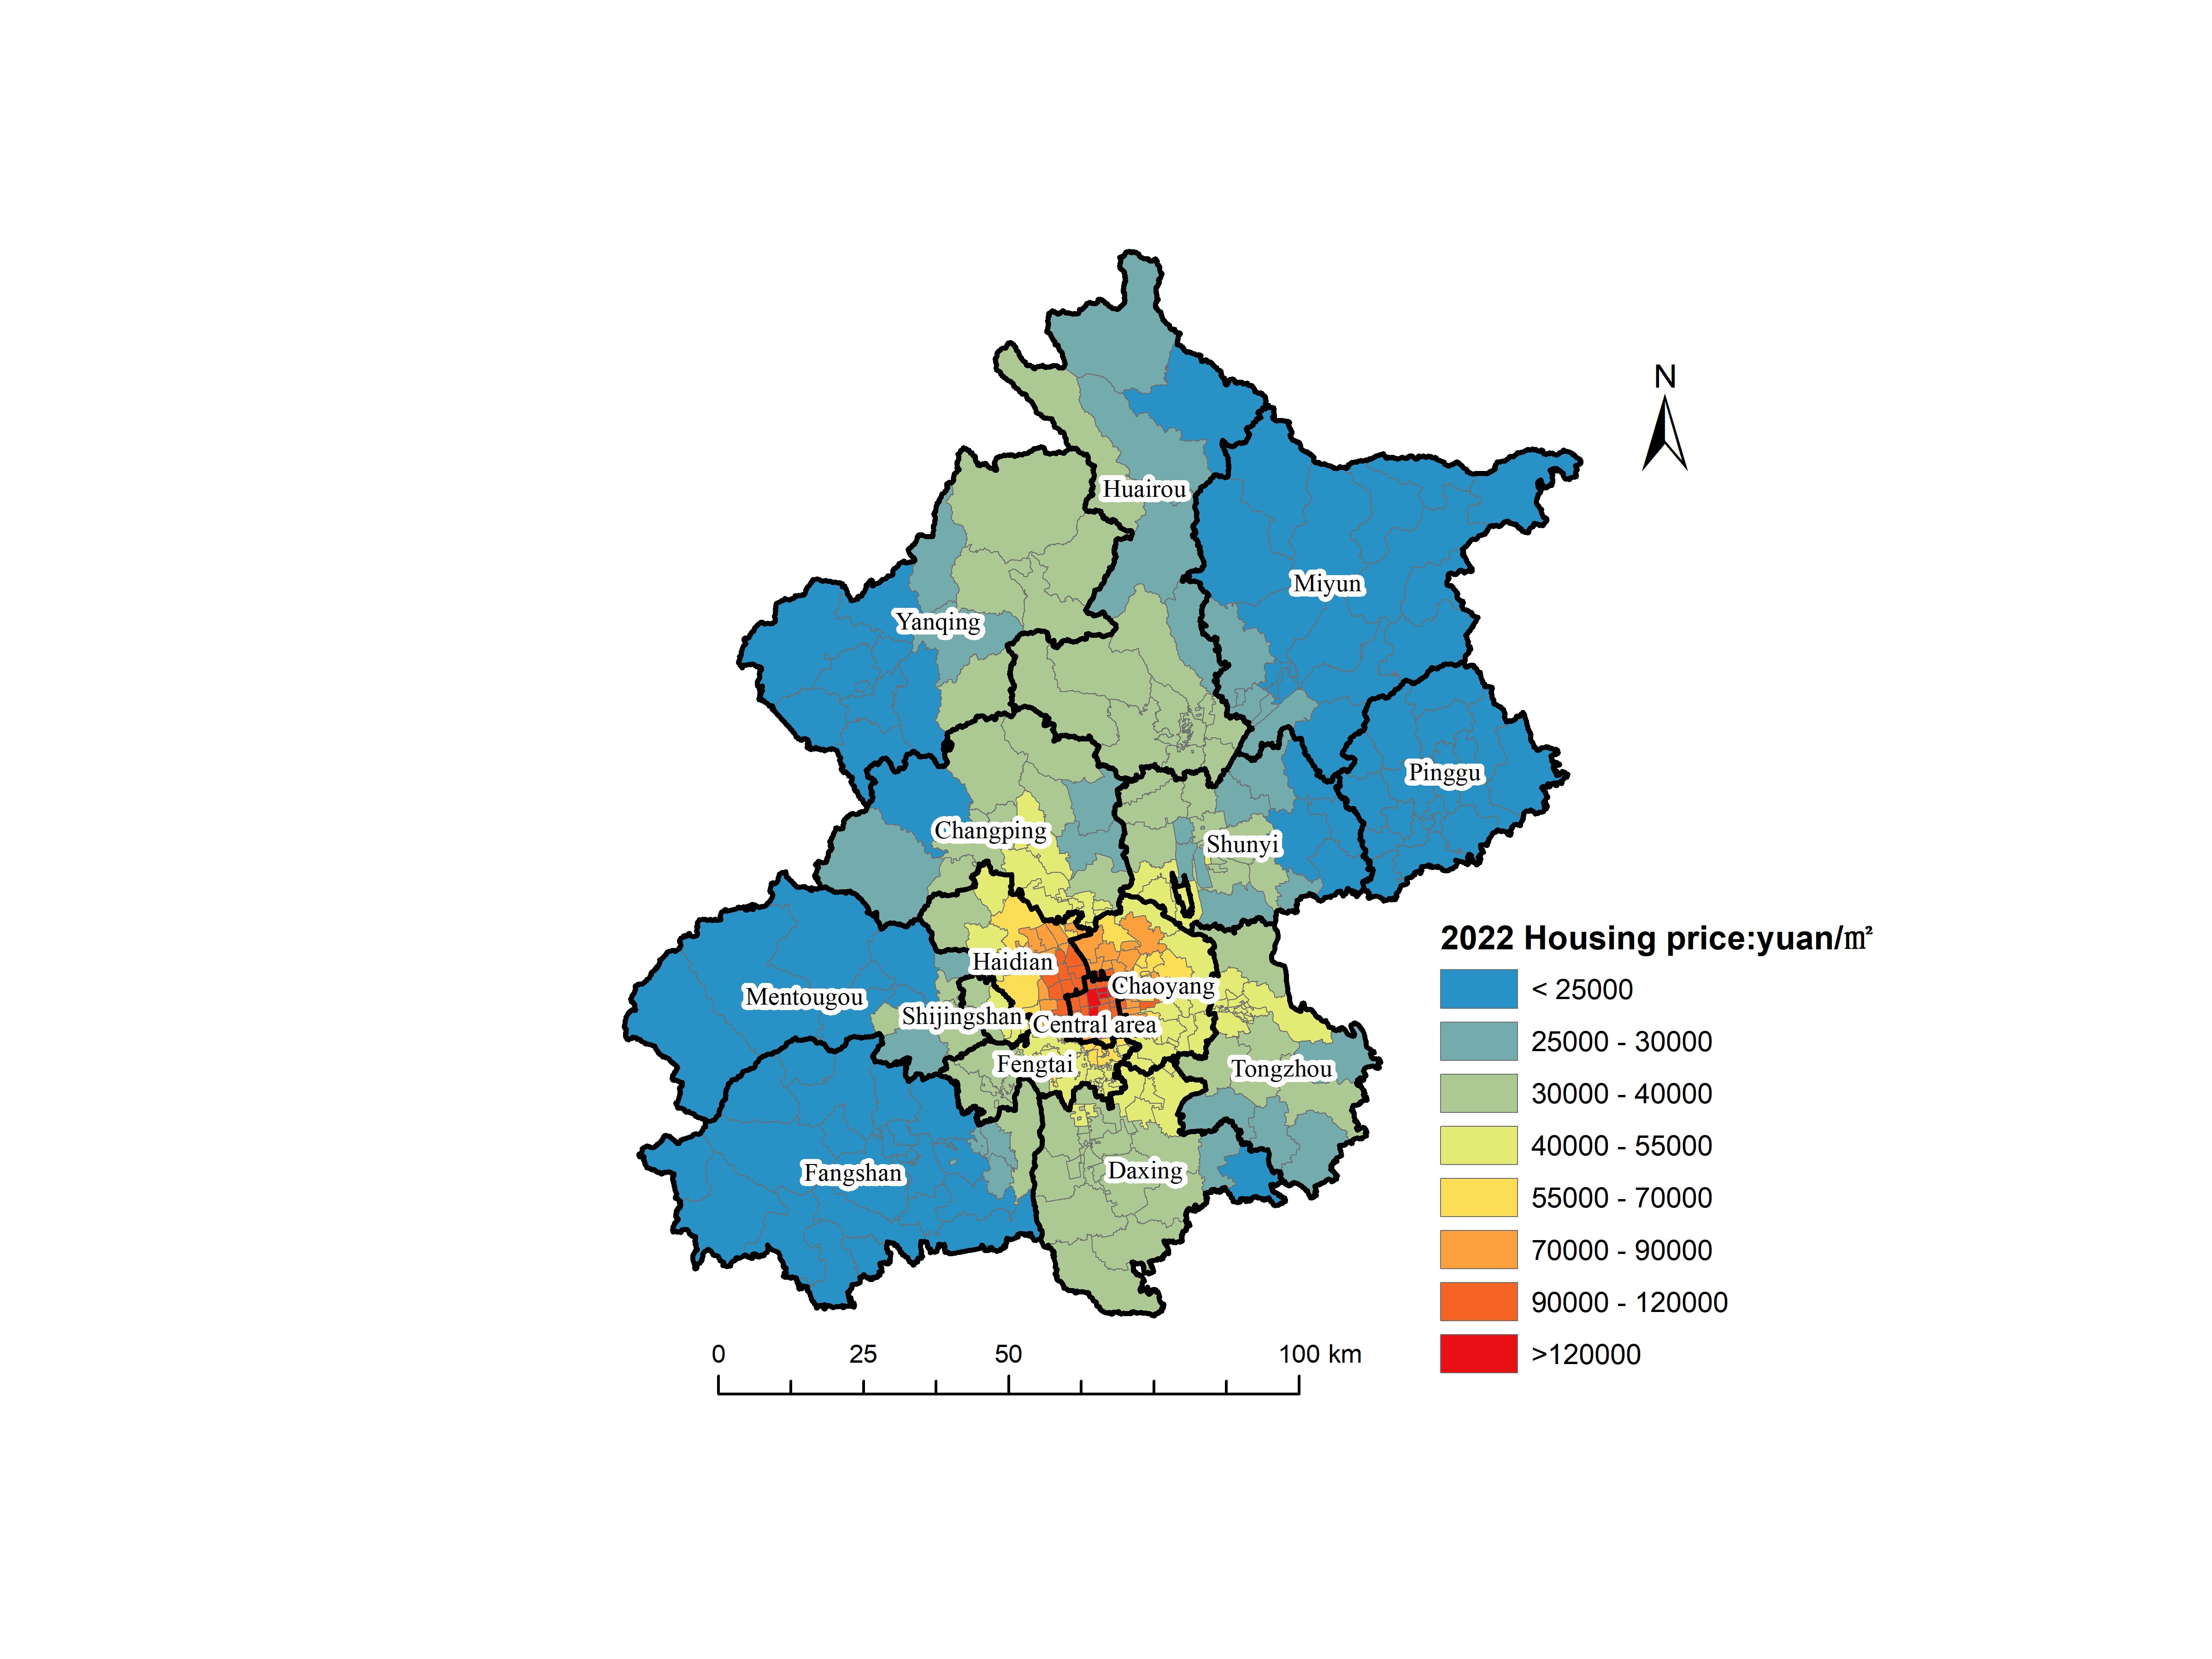 N
Huairou
Miyun
Yanqing
Pinggu
Changping
Shunyi
2022 Housing price:yuan/㎡
Haidian
Chaoyang
Mentougou
Shijingshan
Central area
Fengtai
Tongzhou
Daxing
Fangshan
< 25000
25000 - 30000
30000 - 40000
40000 - 55000
55000 - 70000
70000 - 90000
90000 - 120000
>120000
0 25 50 100 km